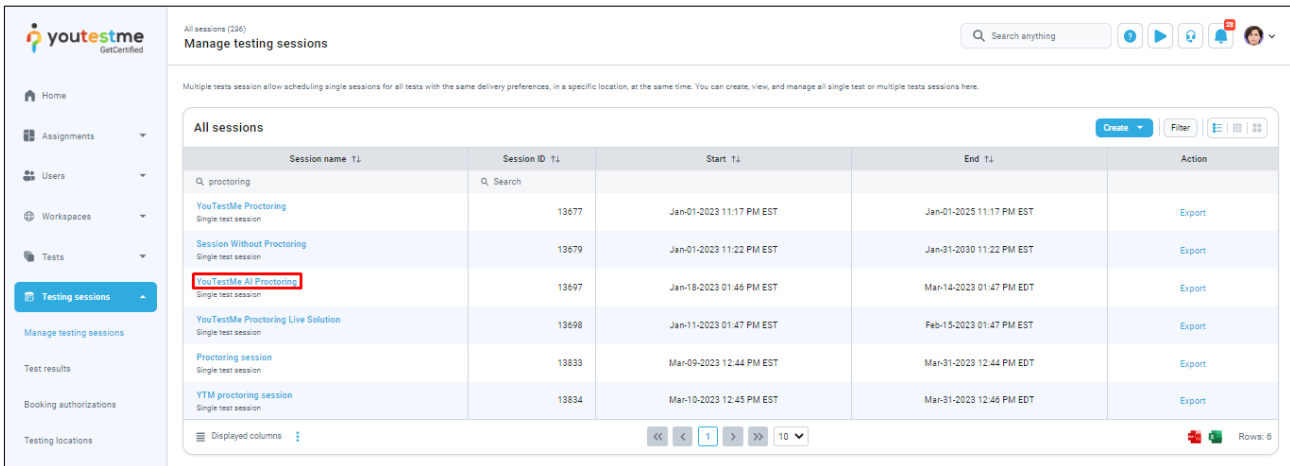 youtestme
GetCertified
All sessions (236)
Manage testing sessions
Search anything
28
Home
Assignments
Users
Workspaces
Tests
Testing sessions
Manage testing sessions
Test results
Booking authorizations
Testing locations
Multiple tests session allow scheduling single sessions for all tests with the same delivery preferences, in a specific location, at the same time. You can create, view, and manage all single test or multiple tests sessions here.
All sessions
Create
Filter
Session name Session ID Start End Action
proctoring Search
YouTestMe Proctoring
Single test session
13677 Jan-01-2023 11:17 PM EST Jan-01-2025 11:17 PM EST Export
Session Without Proctoring
Single test session
13679 Jan-01-2023 11:22 PM EST Jan-31-2030 11:22 PM EST Export
YouTestMe AI Proctoring
Single test session
13697 Jan-18-2023 01:46 PM EST Mar-14-2023 01:47 PM EDT Export
YouTestMe Proctoring Live Solution
Single test session
13698 Jan-11-2023 01:47 PM EST Feb-15-2023 01:47 PM EST Export
Proctoring session
Single test session
13833 Mar-09-2023 12:44 PM EST Mar-31-2023 12:44 PM EDT Export
YTM proctoring session
Single test session
13834 Mar-10-2023 12:45 PM EST Mar-31-2023 12:46 PM EDT Export
Displayed columns
1
10
Rows: 6